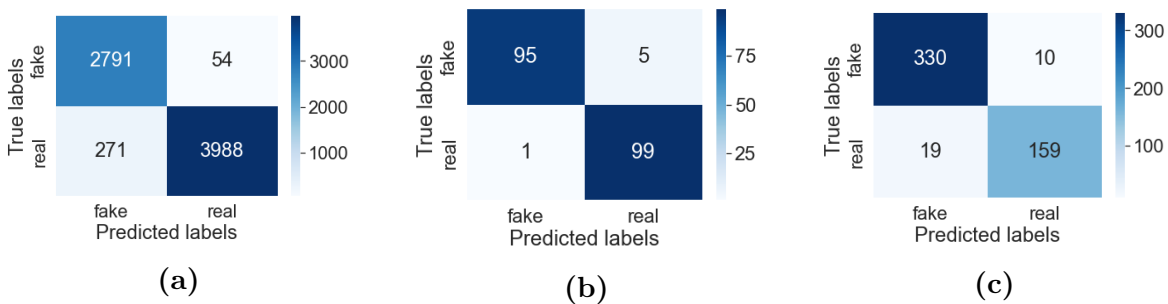 True labels
fake
real
2791 54
271 3988
3000
2000
1000
fake real
Predicted labels
(a)
True labels
fake
real
95 5
1 99
75
50
25
fake real
Predicted labels
(b)
True labels
fake
real
330 10
19 159
300
200
100
fake real
Predicted labels
(c)